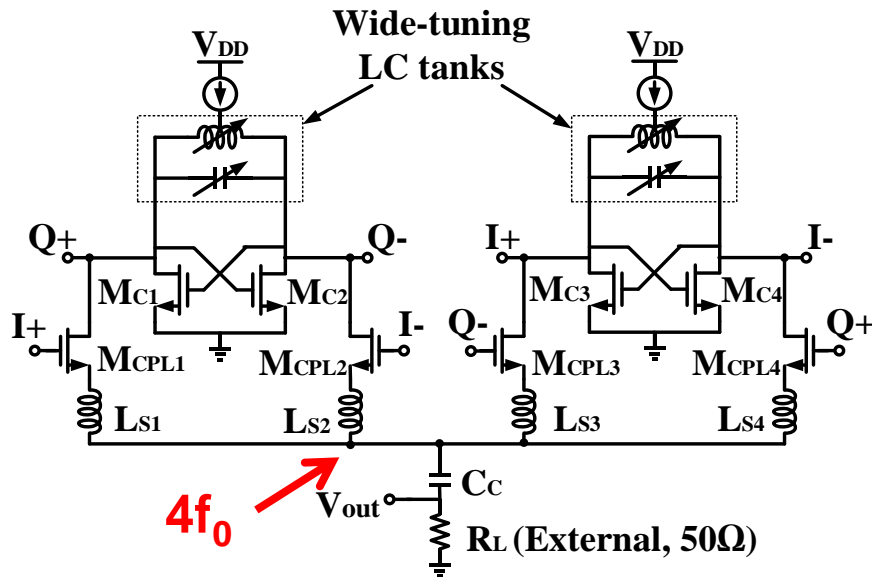 Wide-tuning
LC tanks
VDD
VDD
Q+
Q-
I+
I-
MC1
MC2
MC3
MC4
I+
I-
Q-
Q+
MCPL1
MCPL2
MCPL3
MCPL4
LS1
LS2
LS3
LS4
4f0
Vout
CC
RL (External, 50Ω)